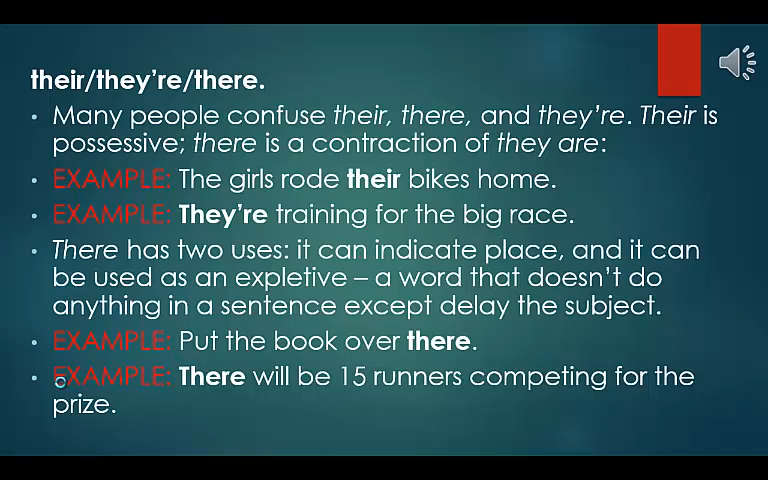 their/they're/there.
• Many people confuse their, there, and they're. Their is
possessive; there is a contraction of they are:
• EXAMPLE: The girls rode their bikes home.
• EXAMPLE: They're training for the big race.
• There has two uses: it can indicate place, and it can
be used as an expletive – a word that doesn't do
anything in a sentence except delay the subject.
• EXAMPLE: Put the book over there.
• EXAMPLE: There will be 15 runners competing for the
prize.